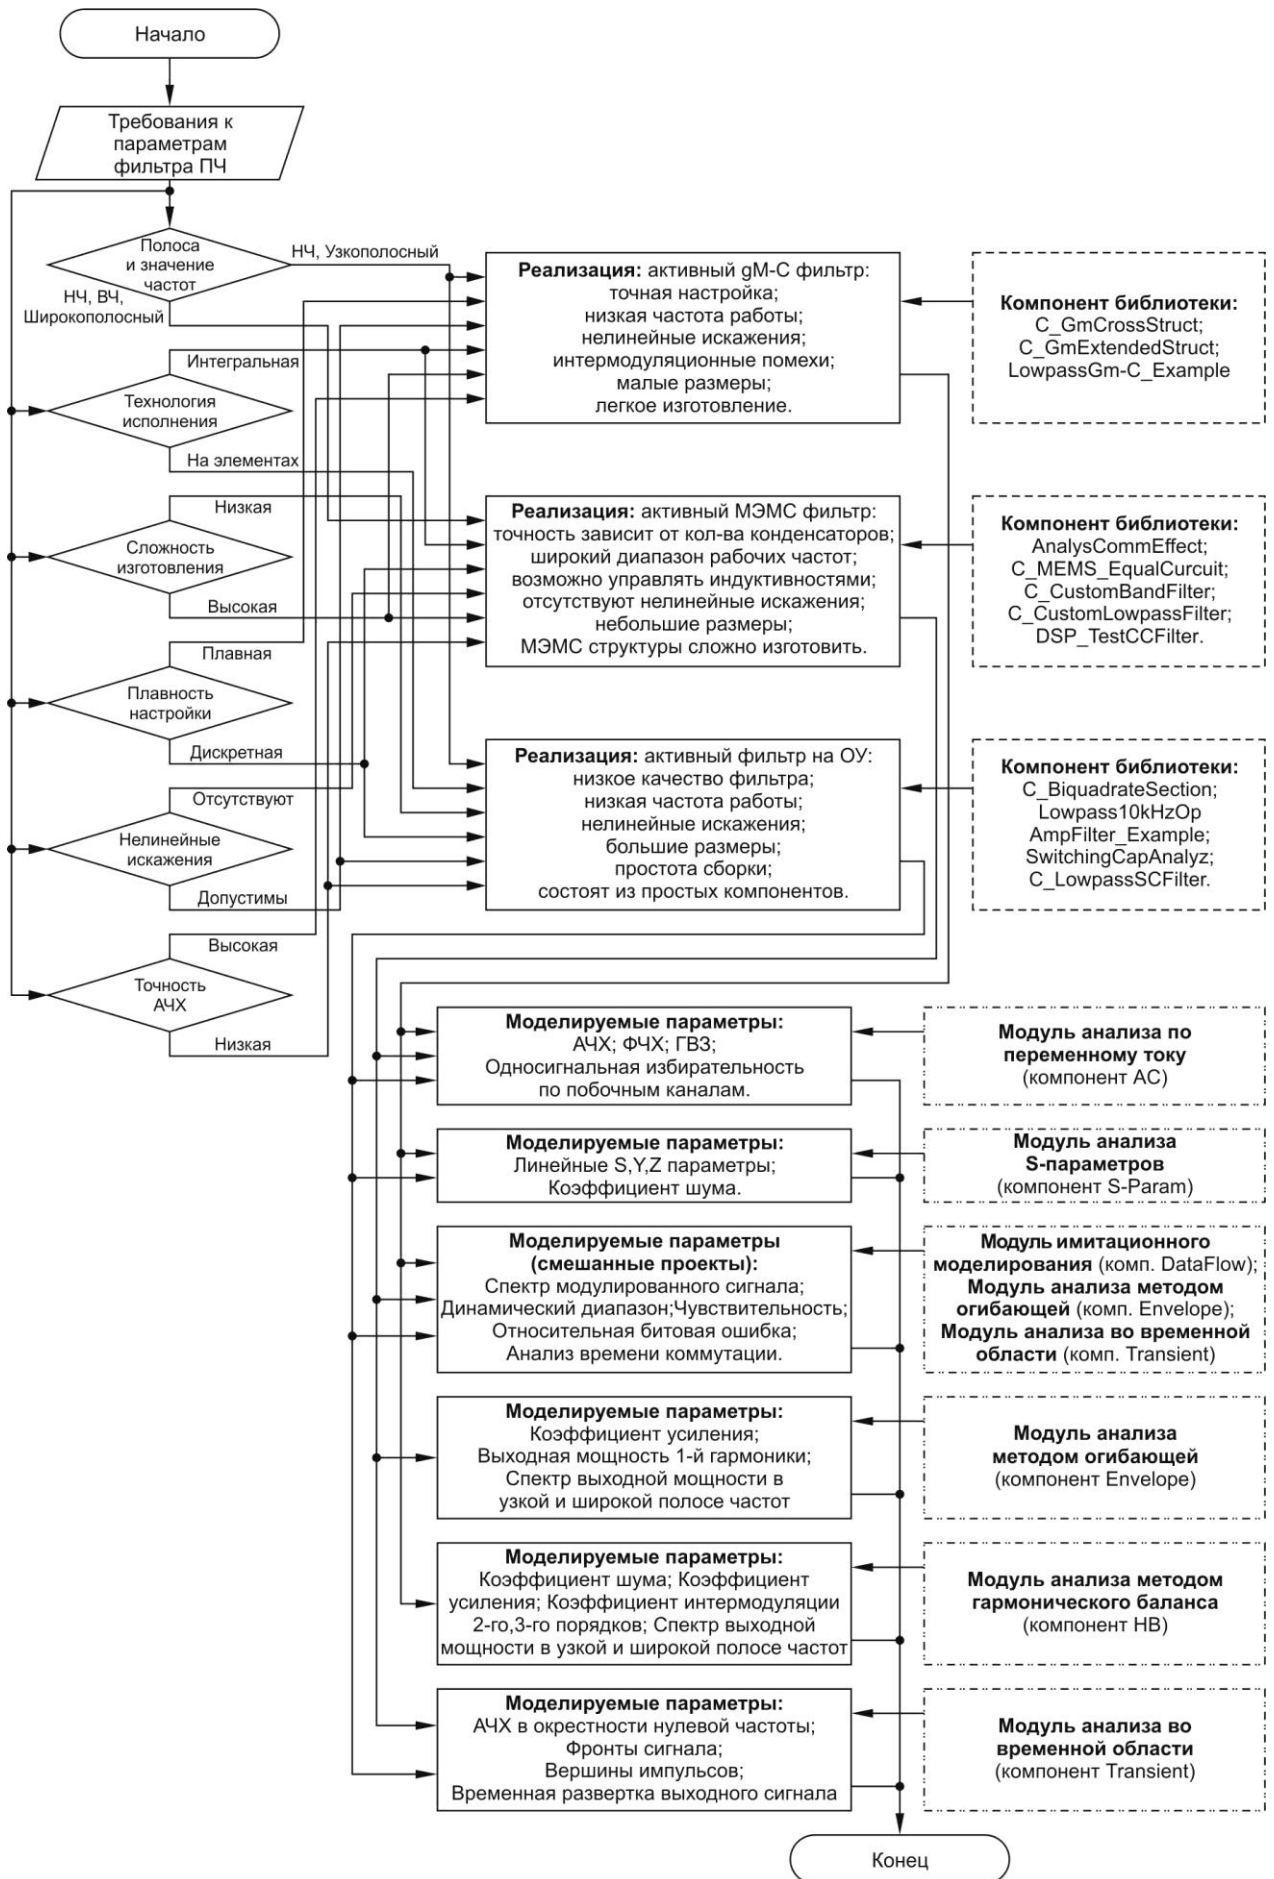 Начало
Требования к
параметрам
фильтра ПЧ
Полоса
и значение
частот
НЧ, Узкополосный
НЧ, ВЧ,
Широкополосный
Интегральная
Технология
исполнения
На элементах
Низкая
Сложность
изготовления
Высокая
Плавная
Плавность
настройки
Дискретная
Отсутствуют
Нелинейные
искажения
Допустимы
Высокая
Точность
АЧХ
Низкая
Реализация: активный gM-C фильтр:
точная настройка;
низкая частота работы;
нелинейные искажения;
интермодуляционные помехи;
малые размеры;
легкое изготовление.
Компонент библиотеки:
C_GmCrossStruct;
C_GmExtendedStruct;
LowpassGm-C_Example
Реализация: активный МЭМС фильтр:
точность зависит от кол-ва конденсаторов;
широкий диапазон рабочих частот;
возможно управлять индуктивностями;
отсутствуют нелинейные искажения;
небольшие размеры;
МЭМС структуры сложно изготовить.
Компонент библиотеки:
AnalysCommEffect;
C_MEMS_EqualCurcuit;
C_CustomBandFilter;
C_CustomLowpassFilter;
DSP_TestCCFilter.
Реализация: активный фильтр на ОУ:
низкое качество фильтра;
низкая частота работы;
нелинейные искажения;
большие размеры;
простота сборки;
состоят из простых компонентов.
Компонент библиотеки:
C_BiquadrateSection;
Lowpass10kHzOp
AmpFilter_Example;
SwitchingCapAnalyz;
C_LowpassSCFilter.
Моделируемые параметры:
АЧХ; ФЧХ; ГВЗ;
Односигнальная избирательность
по побочным каналам.
Модуль анализа по
переменному току
(компонент AC)
Моделируемые параметры:
Линейные S,Y,Z параметры;
Коэффициент шума.
Модуль анализа
S-параметров
(компонент S-Param)
Моделируемые параметры
(смешанные проекты):
Спектр модулированного сигнала;
Динамический диапазон;Чувствительность;
Относительная битовая ошибка;
Анализ времени коммутации.
Модуль имитационного
моделирования (комп. DataFlow);
Модуль анализа методом
огибающей (комп. Envelope);
Модуль анализа во временной
области (комп. Transient)
Моделируемые параметры:
Коэффициент усиления;
Выходная мощность 1-й гармоники;
Спектр выходной мощности в
узкой и широкой полосе частот
Модуль анализа
методом огибающей
(компонент Envelope)
Моделируемые параметры:
Коэффициент шума; Коэффициент
усиления; Коэффициент интермодуляции
2-го,3-го порядков; Спектр выходной
мощности в узкой и широкой полосе частот
Модуль анализа методом
гармонического баланса
(компонент HB)
Моделируемые параметры:
АЧХ в окрестности нулевой частоты;
Фронты сигнала;
Вершины импульсов;
Временная развертка выходного сигнала
Модуль анализа во
временной области
(компонент Transient)
Конец